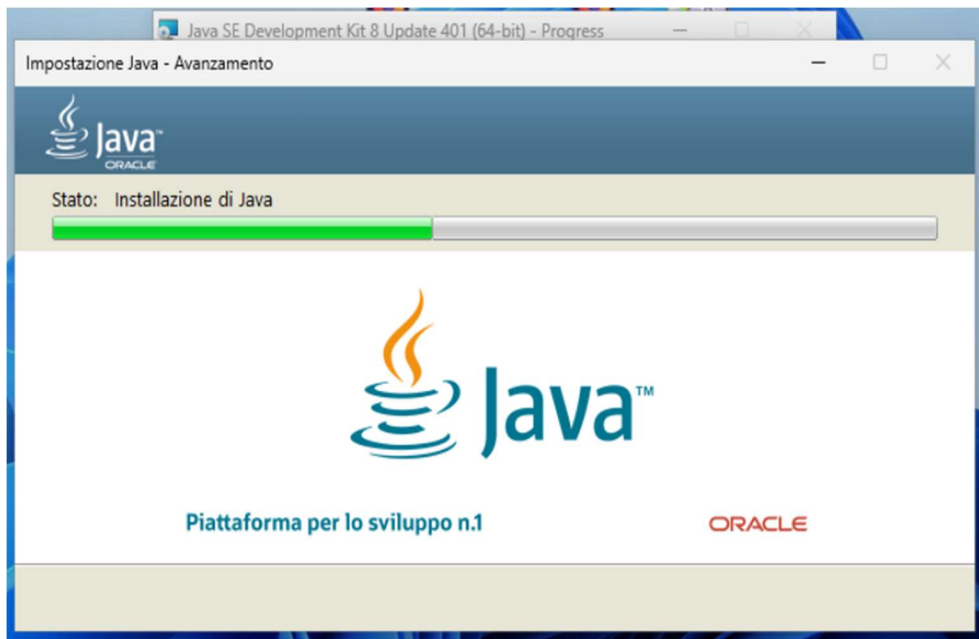 Java SE Development Kit 8 Update 401 (64-bit) - Progress
Impostazione Java - Avanzamento
Java™
ORACLE
Stato: Installazione di Java
Java™
Piattaforma per lo sviluppo n.1
ORACLE